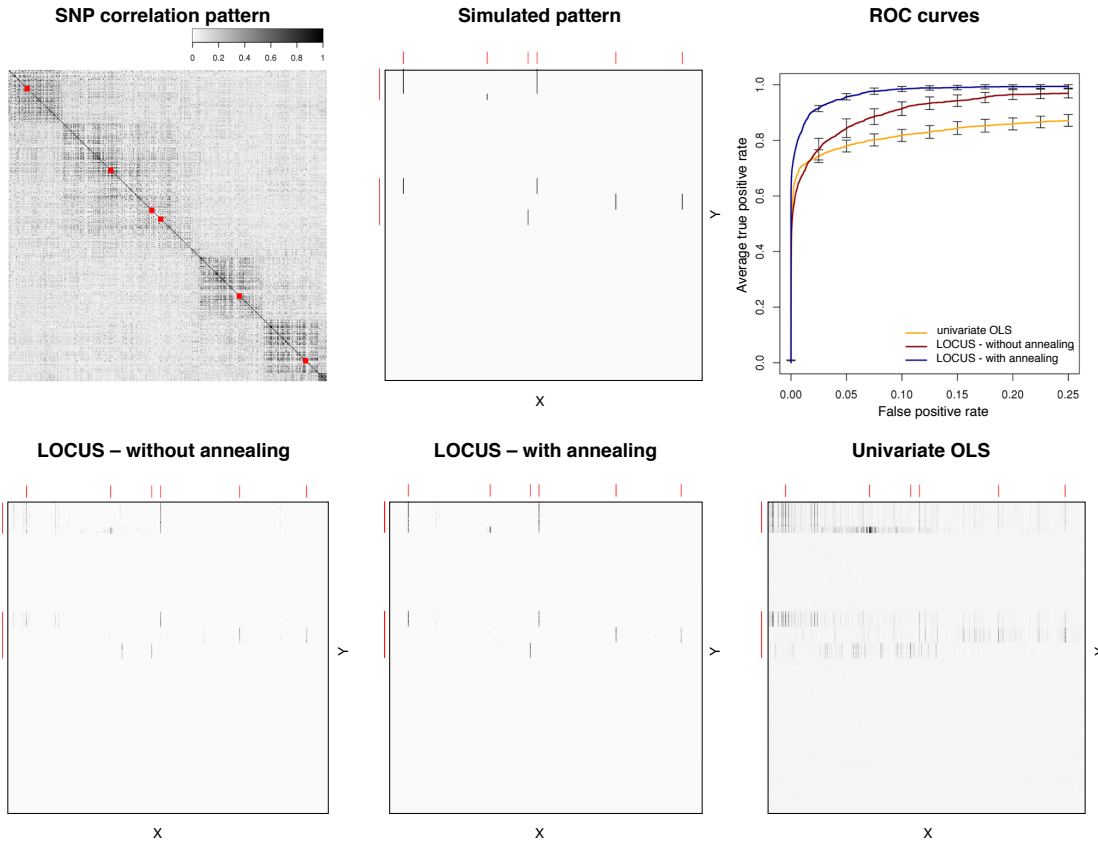 SNP correlation pattern
0 0.2 0.4 0.6 0.8 1
Simulated pattern
Y
X
ROC curves
Average true positive rate
0.0 0.2 0.4 0.6 0.8 1.0
univariate OLS
LOCUS - without annealing
LOCUS - with annealing
0.00 0.05 0.10 0.15 0.20 0.25
False positive rate
LOCUS – without annealing
Y
X
LOCUS – with annealing
Y
X
Univariate OLS
Y
X